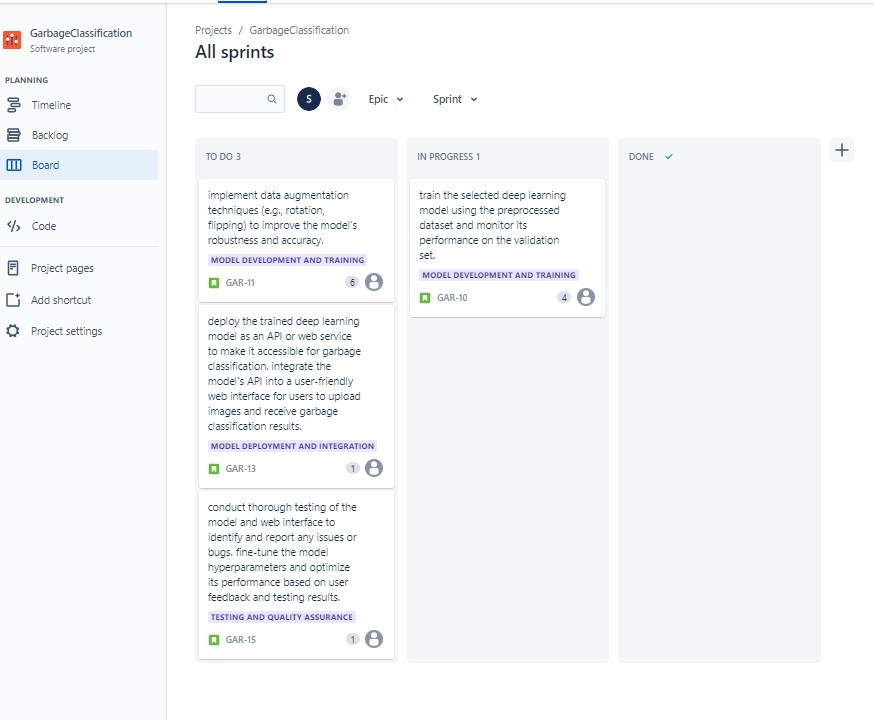 GarbageClassification
Software project
PLANNING
Timeline
Backlog
Board
DEVELOPMENT
Code
Project pages
Add shortcut
Project settings
Projects / GarbageClassification
All sprints
S
Epic
Sprint
TO DO 3
implement data augmentation
techniques (e.g., rotation,
flipping) to improve the model's
robustness and accuracy.
MODEL DEVELOPMENT AND TRAINING
GAR-11
6
deploy the trained deep learning
model as an API or web service
to make it accessible for garbage
classification. integrate the
model's API into a user-friendly
web interface for users to upload
images and receive garbage
classification results.
MODEL DEPLOYMENT AND INTEGRATION
GAR-13
1
conduct thorough testing of the
model and web interface to
identify and report any issues or
bugs. fine-tune the model
hyperparameters and optimize
its performance based on user
feedback and testing results.
TESTING AND QUALITY ASSURANCE
GAR-15
1
IN PROGRESS 1
train the selected deep learning
model using the preprocessed
dataset and monitor its
performance on the validation
set.
MODEL DEVELOPMENT AND TRAINING
GAR-10
4
DONE